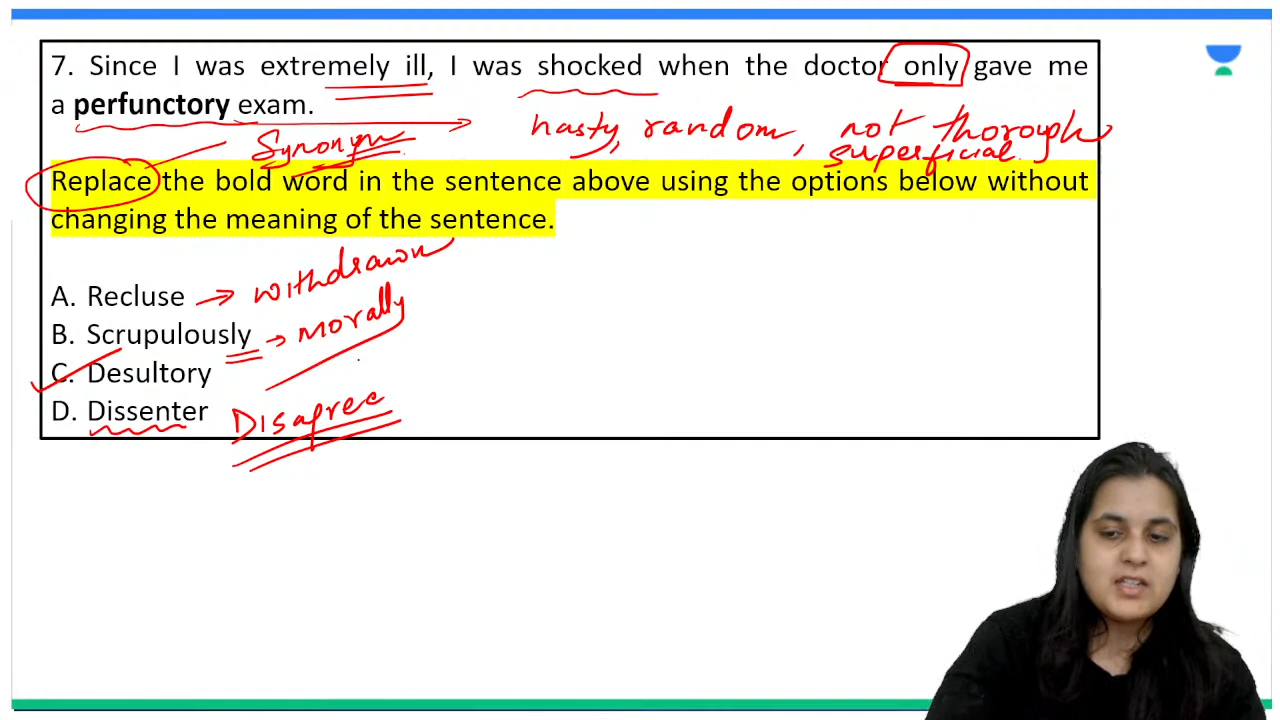 7. Since I was extremely ill, I was shocked when the doctor only gave me
a perfunctory exam.
hasty, random, not thorough
superficial.
Synonym
Replace the bold word in the sentence above using the options below without
changing the meaning of the sentence.
A. Recluse → withdrawn
B. Scrupulously → morally
C. Desultory
D. Dissenter Disagree